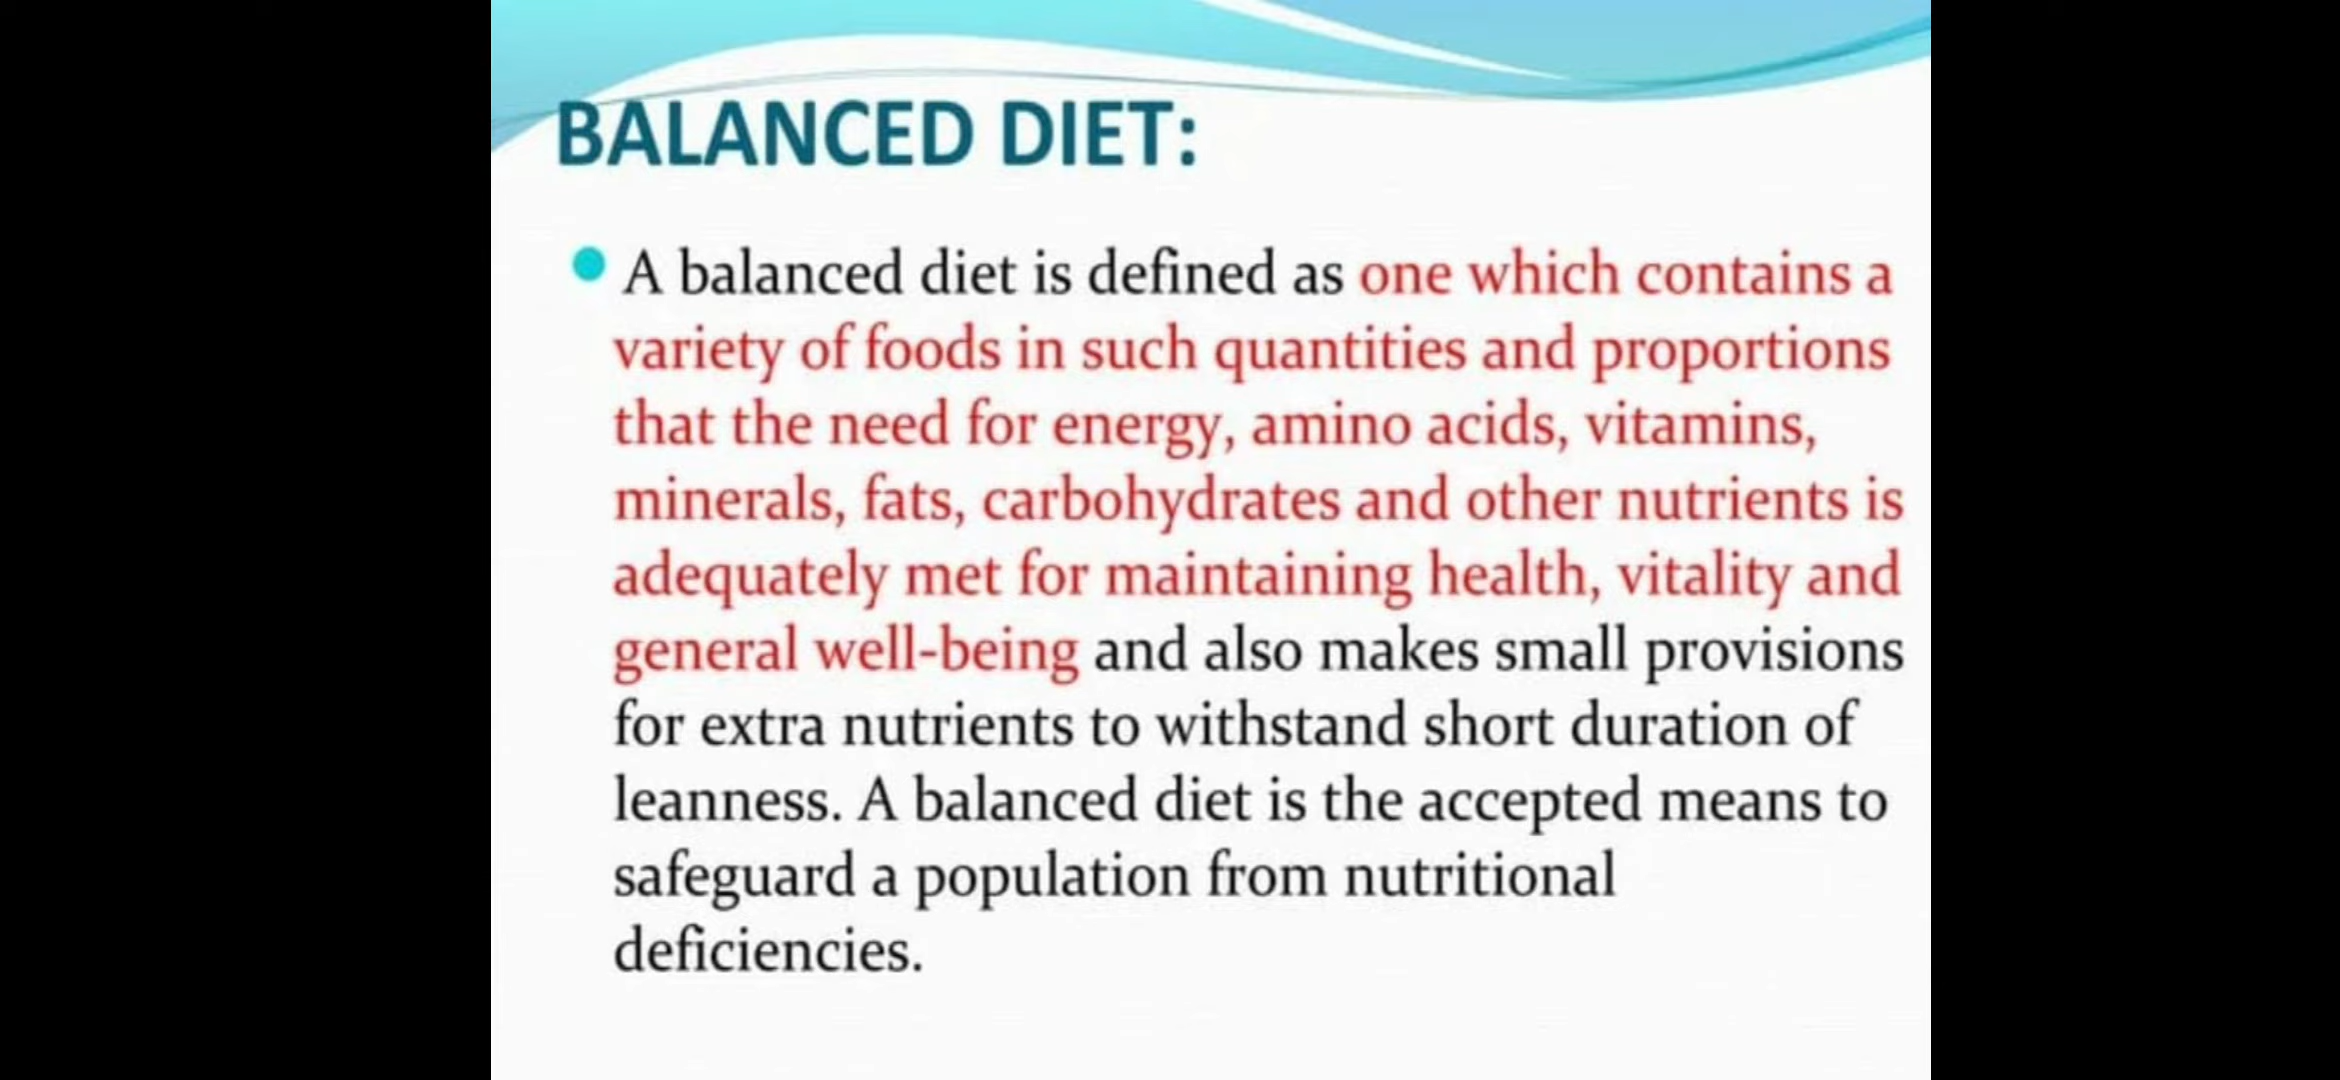 BALANCED DIET:
A balanced diet is defined as one which contains a
variety of foods in such quantities and proportions
that the need for energy, amino acids, vitamins,
minerals, fats, carbohydrates and other nutrients is
adequately met for maintaining health, vitality and
general well-being and also makes small provisions
for extra nutrients to withstand short duration of
leanness. A balanced diet is the accepted means to
safeguard a population from nutritional
deficiencies.